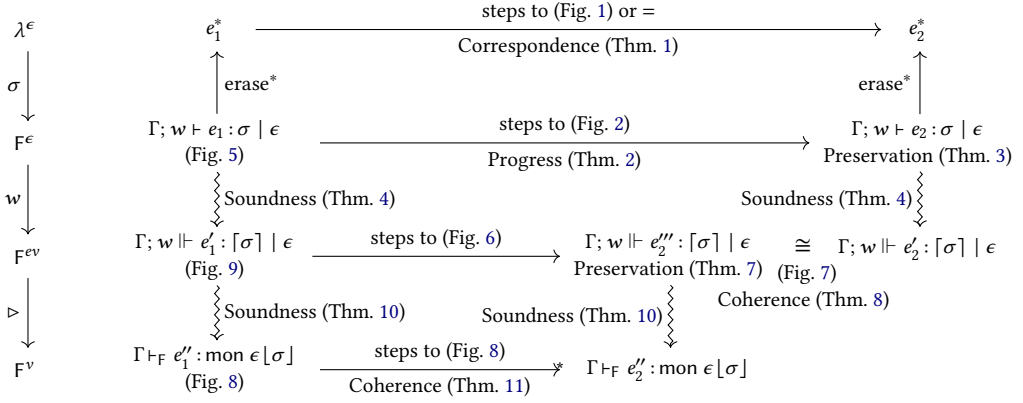 λ^ϵ e₁* steps to (Fig. 1) or = e₂*
Correspondence (Thm. 1)
σ erase* erase*
F^ϵ Γ; w ⊢ e₁ : σ | ϵ steps to (Fig. 2) Γ; w ⊢ e₂ : σ | ϵ
(Fig. 5) Progress (Thm. 2) Preservation (Thm. 3)
w Soundness (Thm. 4) Soundness (Thm. 4)
F^ev Γ; w ⊩ e₁′ : ⌈σ⌉ | ϵ steps to (Fig. 6) Γ; w ⊩ e₂‴ : ⌈σ⌉ | ϵ ≅ Γ; w ⊩ e₂′ : ⌈σ⌉ | ϵ
(Fig. 9) Preservation (Thm. 7) (Fig. 7)
Coherence (Thm. 8)
▷ Soundness (Thm. 10) Soundness (Thm. 10)
F^v Γ ⊢_F e₁″ : mon ϵ ⌊σ⌋ steps to (Fig. 8) * Γ ⊢_F e₂″ : mon ϵ ⌊σ⌋
(Fig. 8) Coherence (Thm. 11)